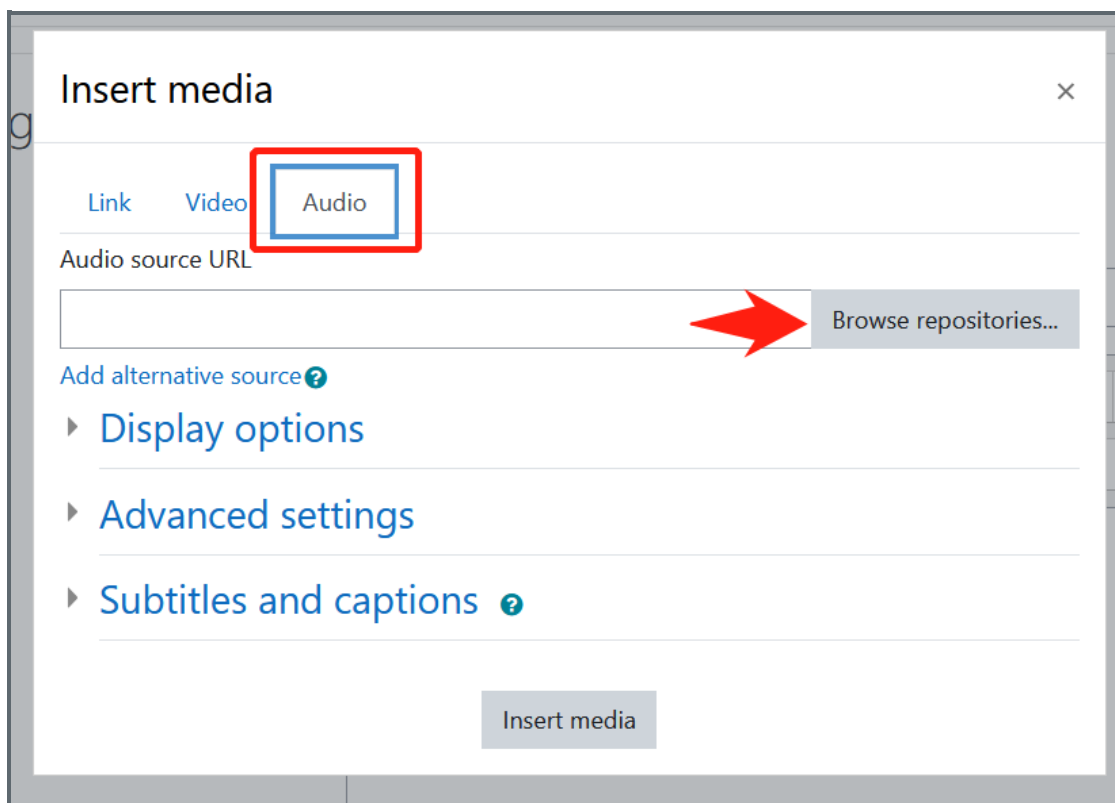 Insert media ×
g
Link Video Audio
Audio source URL
Browse repositories...
Add alternative source ?
Display options
Advanced settings
Subtitles and captions ?
Insert media